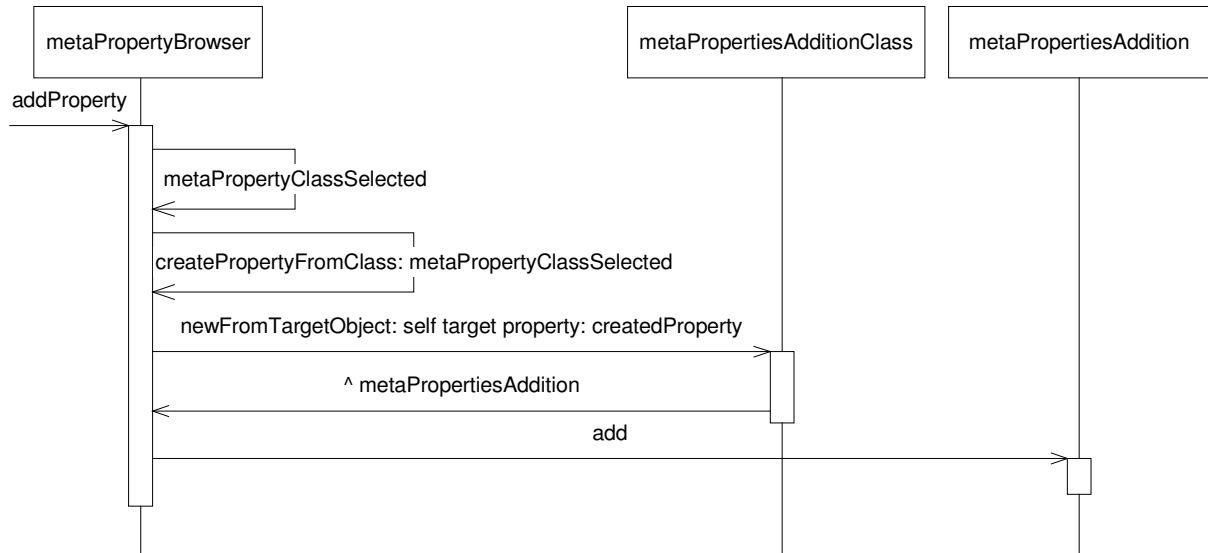 metaPropertyBrowser
metaPropertiesAdditionClass
metaPropertiesAddition
addProperty
metaPropertyClassSelected
createPropertyFromClass: metaPropertyClassSelected
newFromTargetObject: self target property: createdProperty
^ metaPropertiesAddition
add